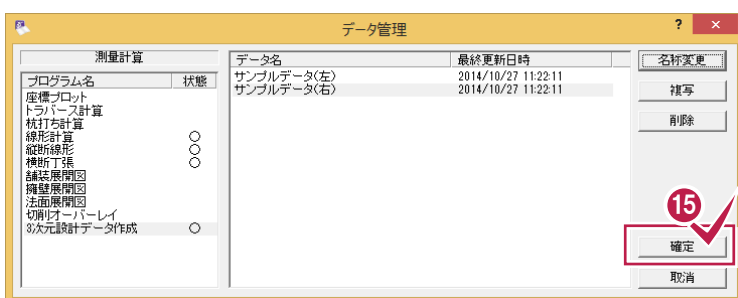 データ管理
? ×
測量計算
プログラム名 状態
座標プロット
トラバース計算
杭打ち計算
線形計算 ○
縦断線形 ○
横断丁張 ○
舗装展開図
擁壁展開図
法面展開図
切削オーバーレイ
3次元設計データ作成 ○
データ名 最終更新日時
サンプルデータ(左) 2014/10/27 11:22:11
サンプルデータ(右) 2014/10/27 11:22:11
名称変更
複写
削除
15
確定
取消